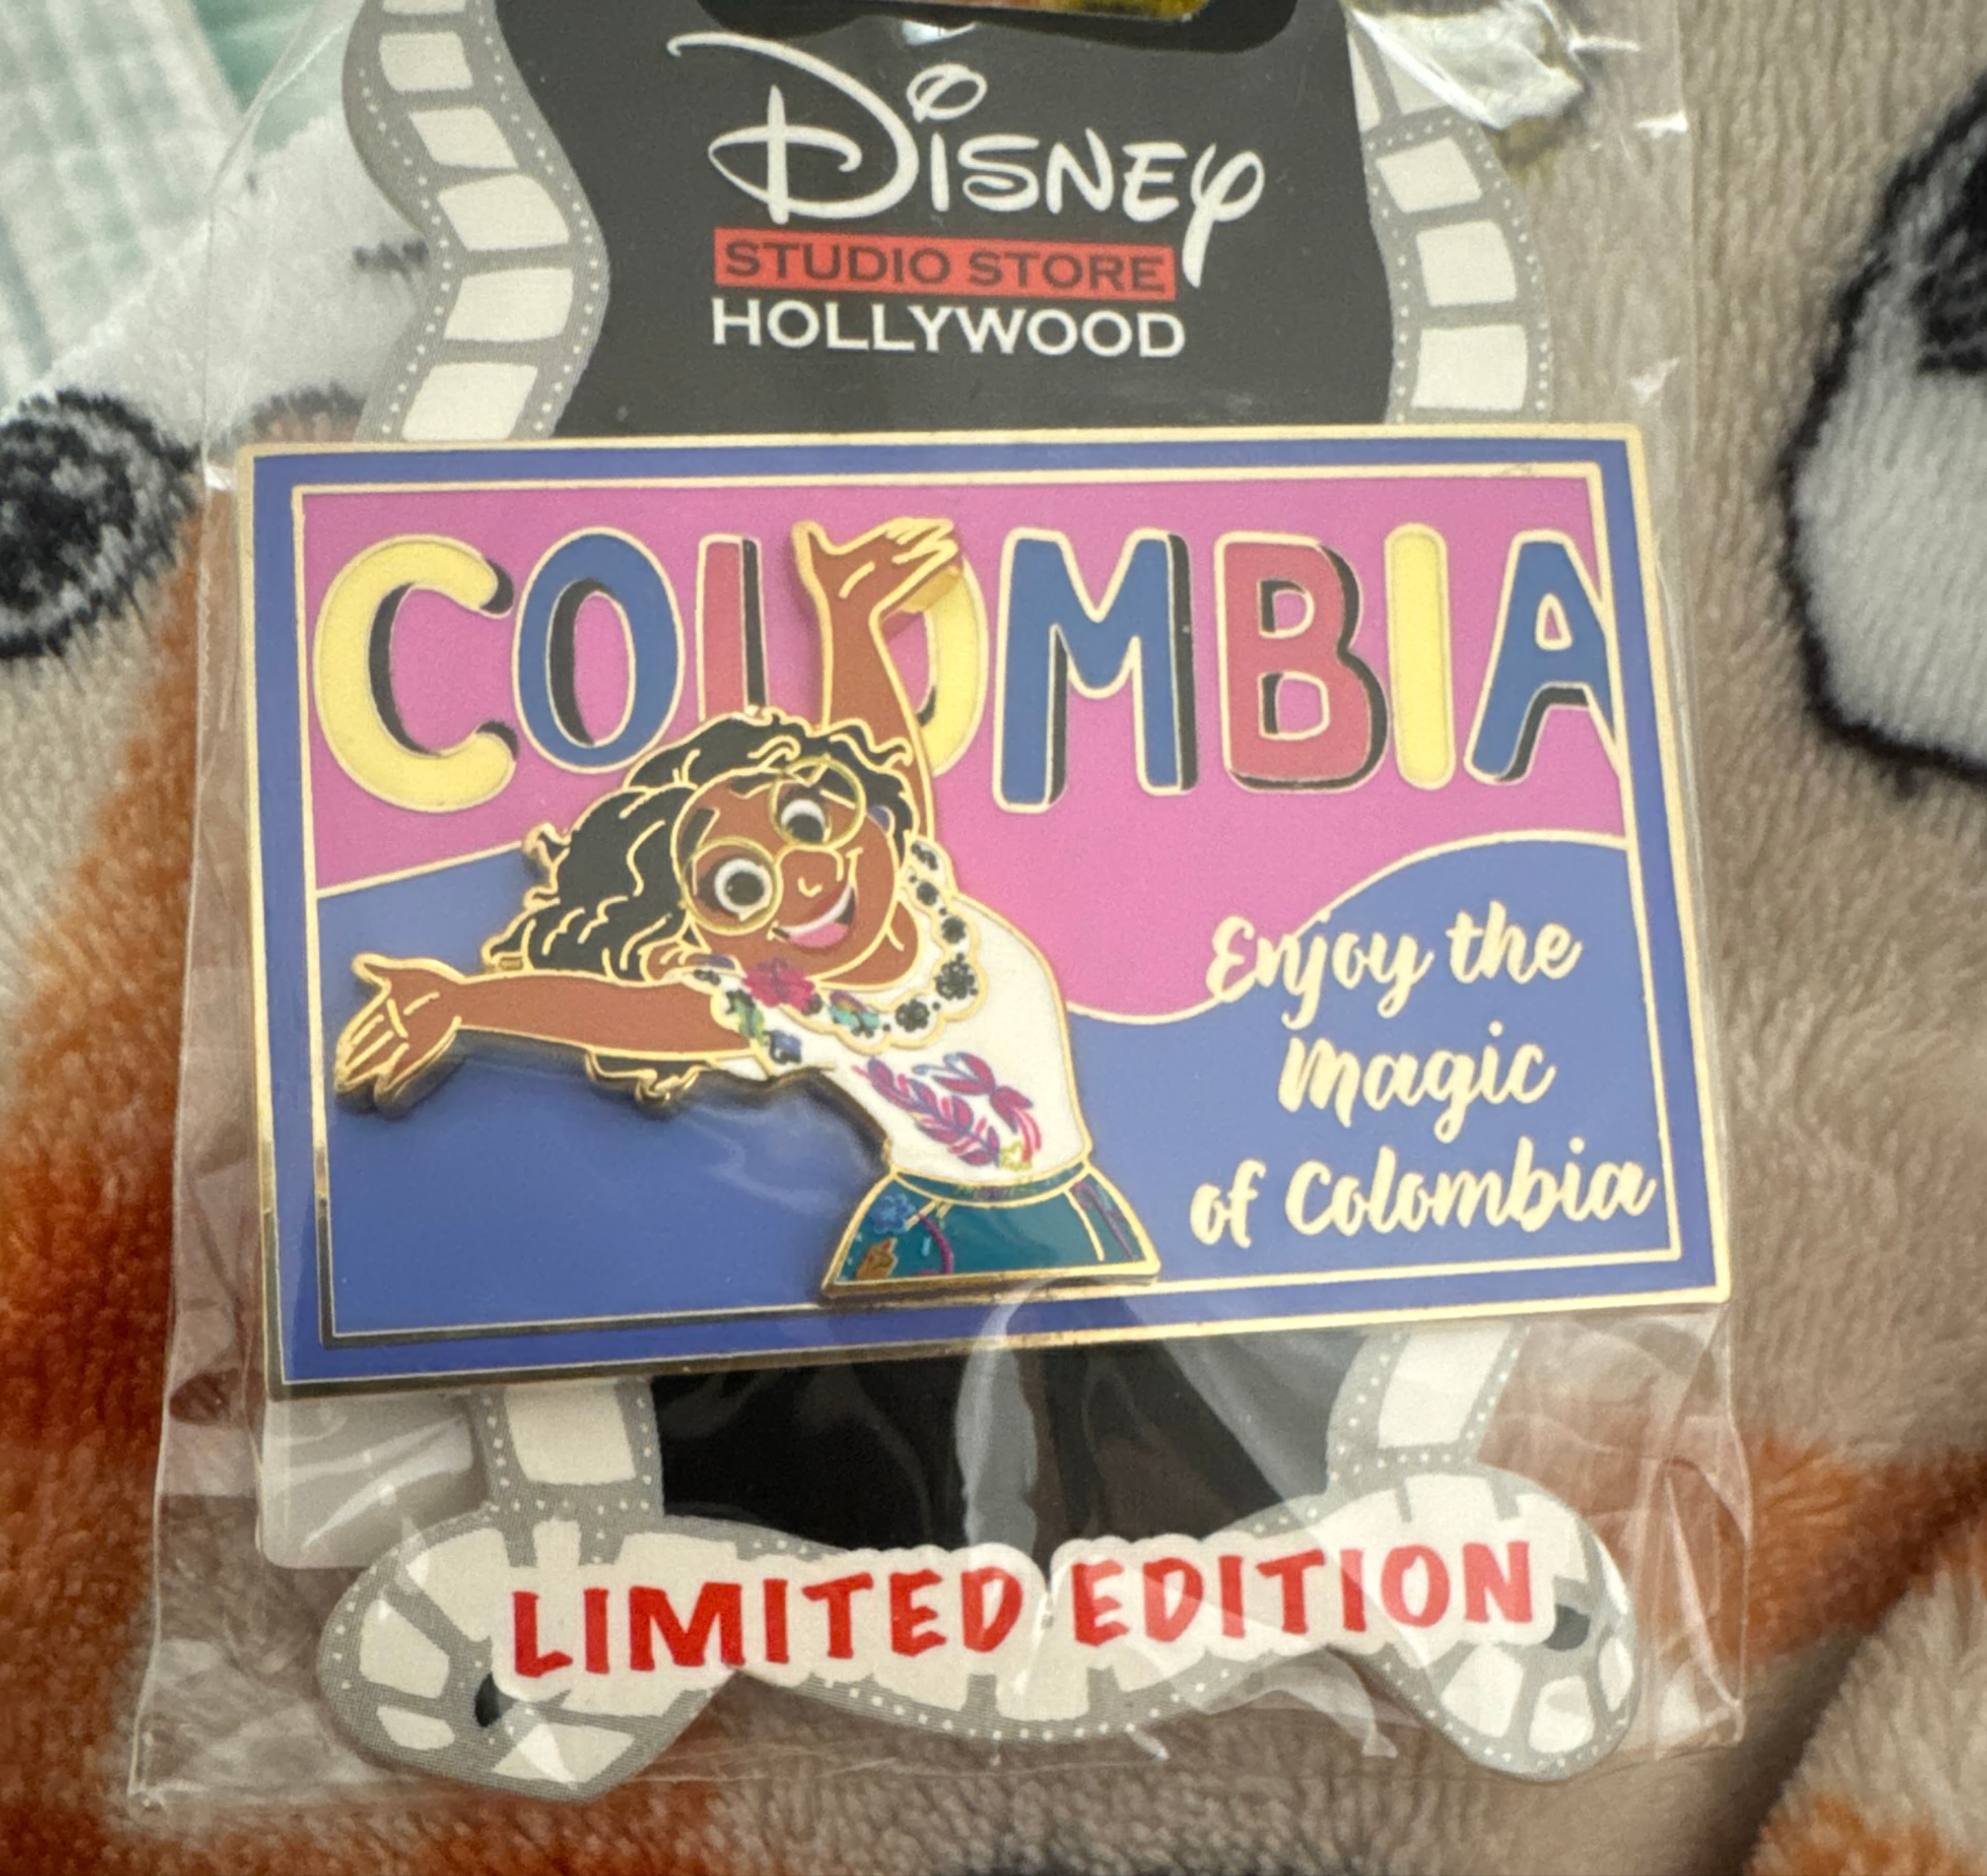 Disney
STUDIO STORE
HOLLYWOOD
COLOMBIA
Enjoy the
magic
of Colombia
LIMITED EDITION